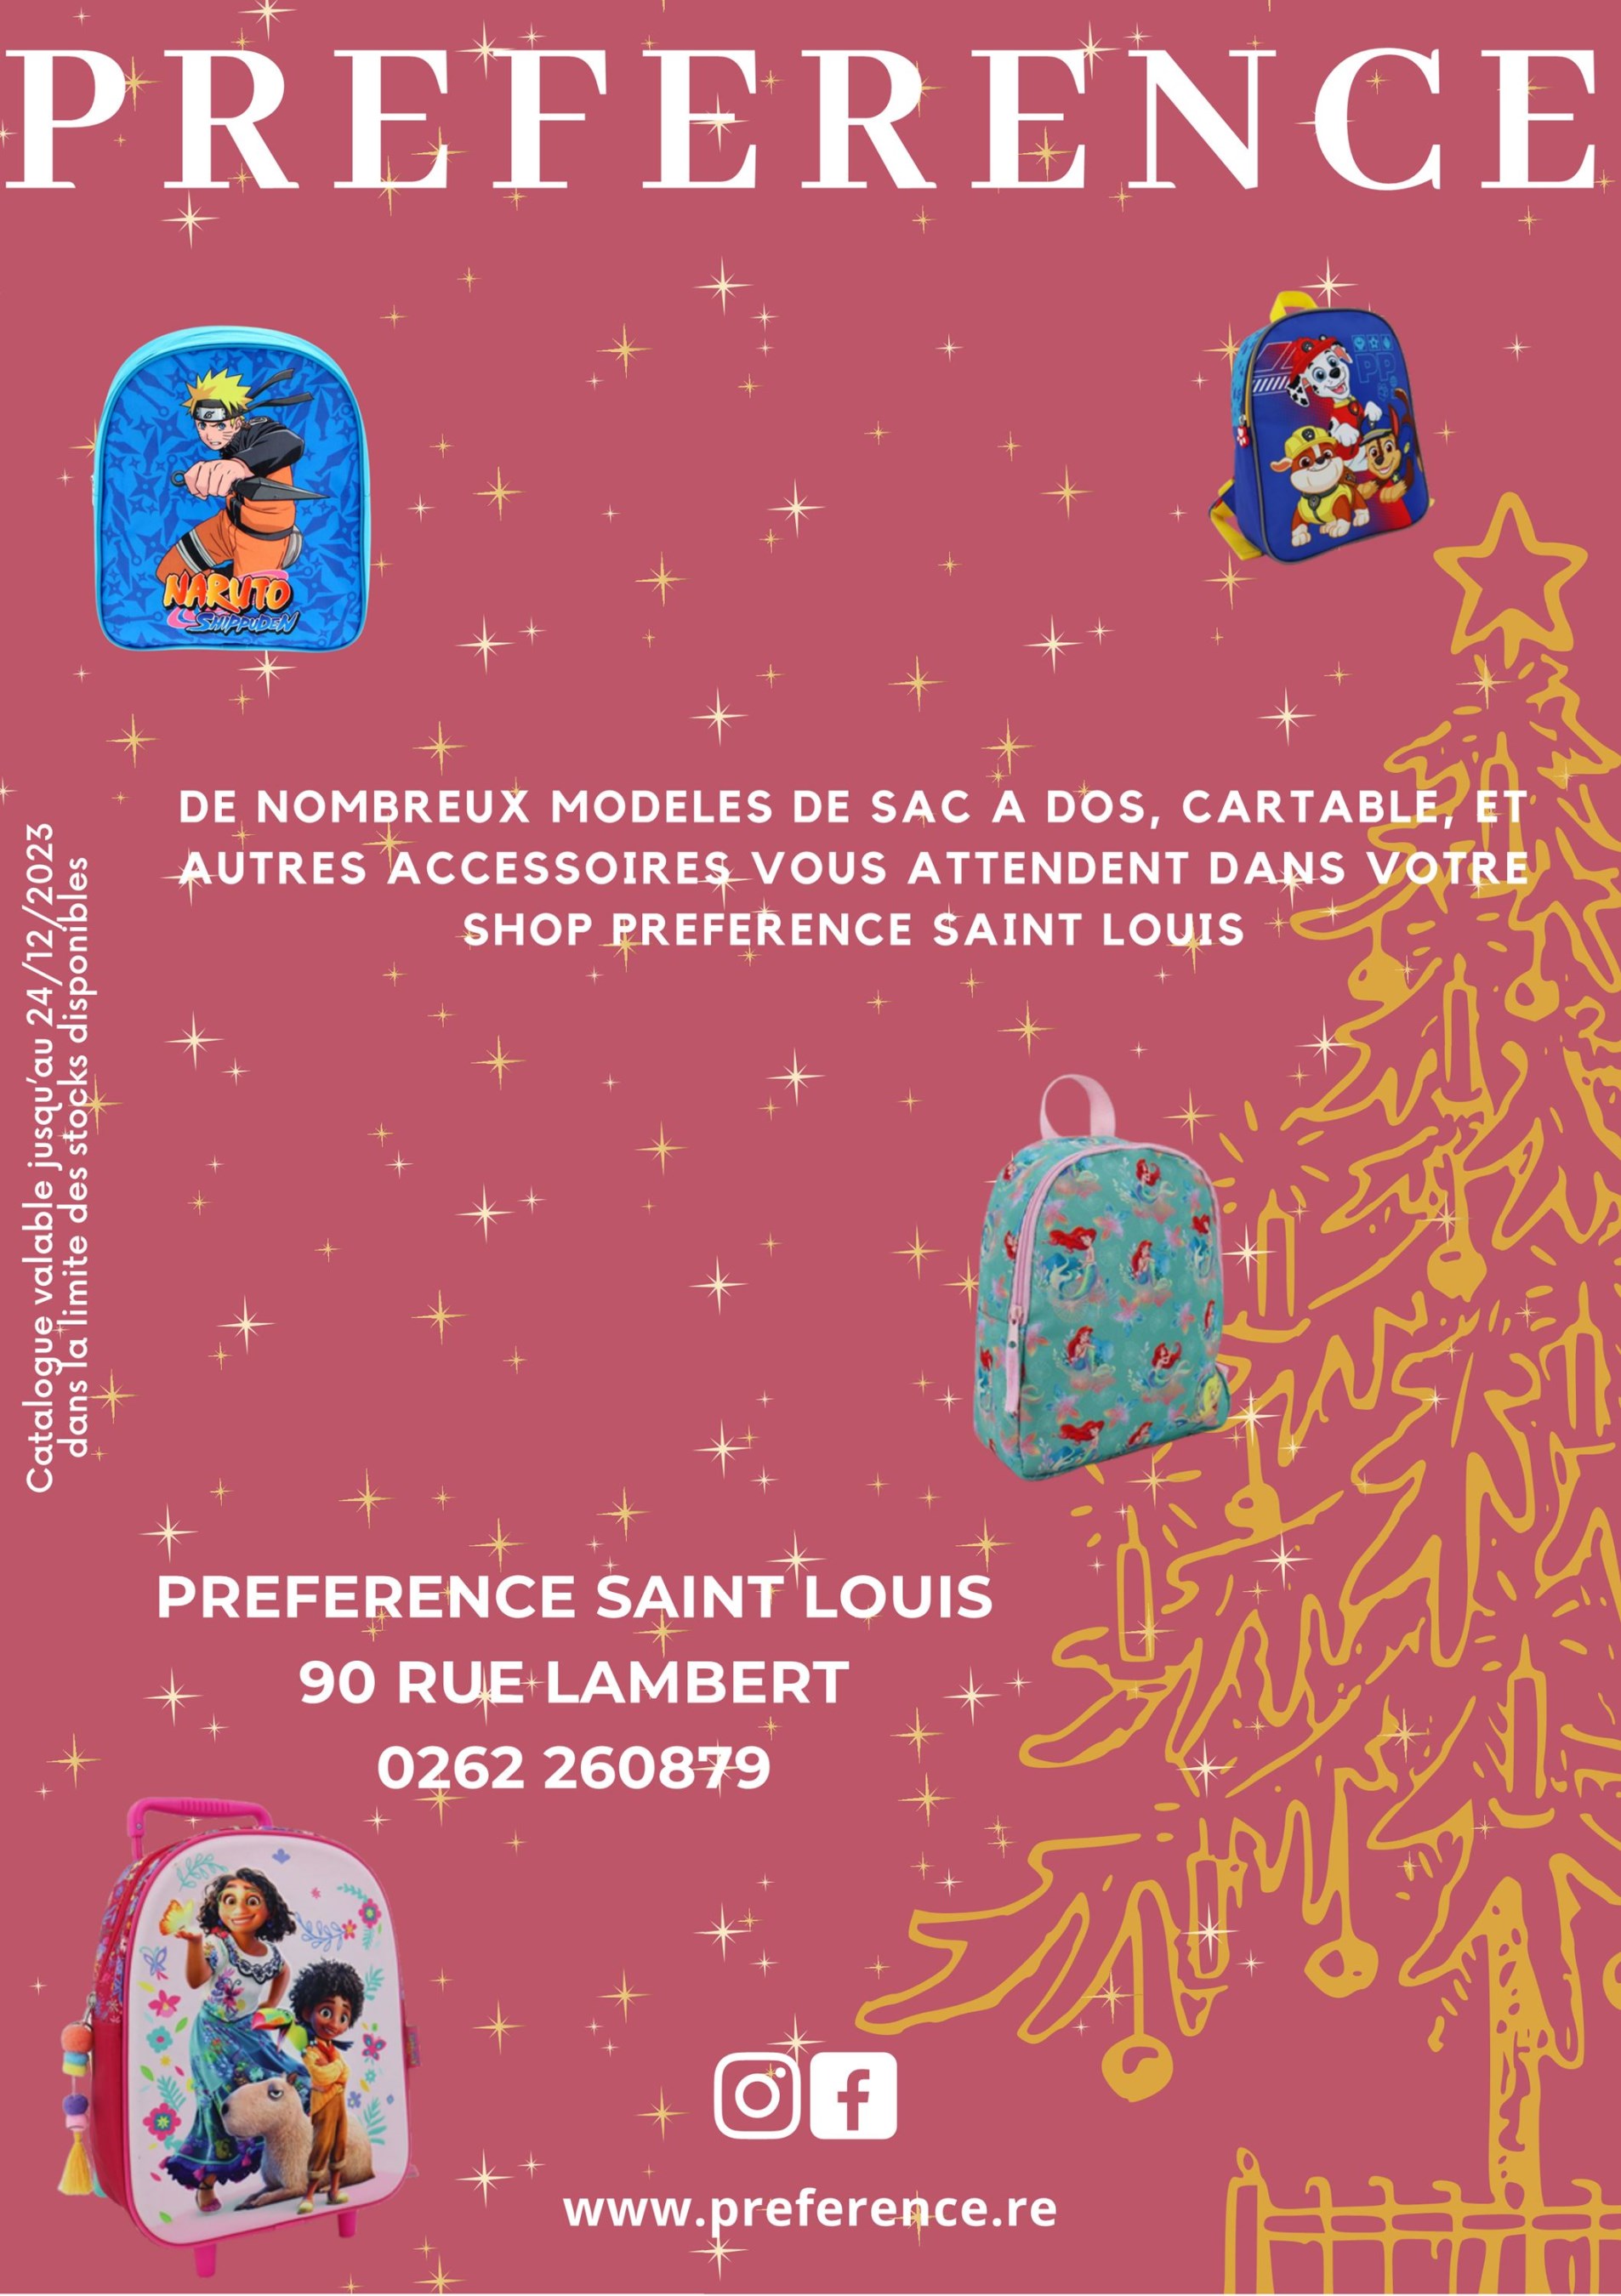 PREFERENCE
NARUTO
SHIPPUDEN
PP
DE NOMBREUX MODELES DE SAC A DOS, CARTABLE, ET
AUTRES ACCESSOIRES VOUS ATTENDENT DANS VOTRE
SHOP PREFERENCE SAINT LOUIS
Catalogue valable jusqu'au 24/12/2023
dans la limite des stocks disponibles
PREFERENCE SAINT LOUIS
90 RUE LAMBERT
0262 260879
www.preference.re